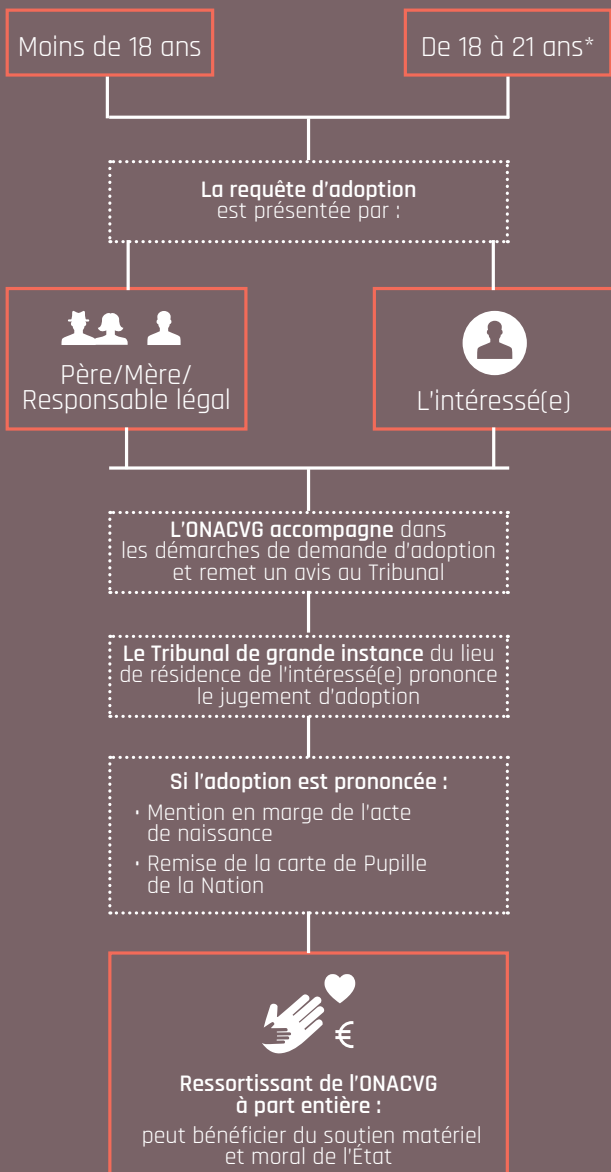 Moins de 18 ans
De 18 à 21 ans*
La requête d'adoption
est présentée par :
Père/Mère/
Responsable légal
L'intéressé(e)
L'ONACVG accompagne dans
les démarches de demande d'adoption
et remet un avis au Tribunal
Le Tribunal de grande instance du lieu
de résidence de l'intéressé(e) prononce
le jugement d'adoption
Si l'adoption est prononcée :
· Mention en marge de l'acte
de naissance
· Remise de la carte de Pupille
de la Nation
€
Ressortissant de l'ONACVG
à part entière :
peut bénéficier du soutien matériel
et moral de l'État